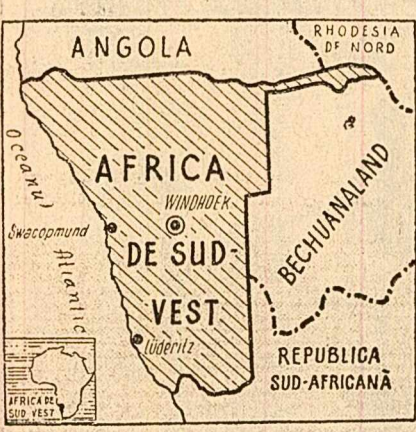 ANGOLA
RHODESIA
DE NORD
Oceanul
Atlantic
AFRICA
WINDHOEK
Swacopmund
DE SUD-
VEST
Lüderitz
BECHUANALAND
REPUBLICA
SUD-AFRICANĂ
AFRICA DE
SUD VEST